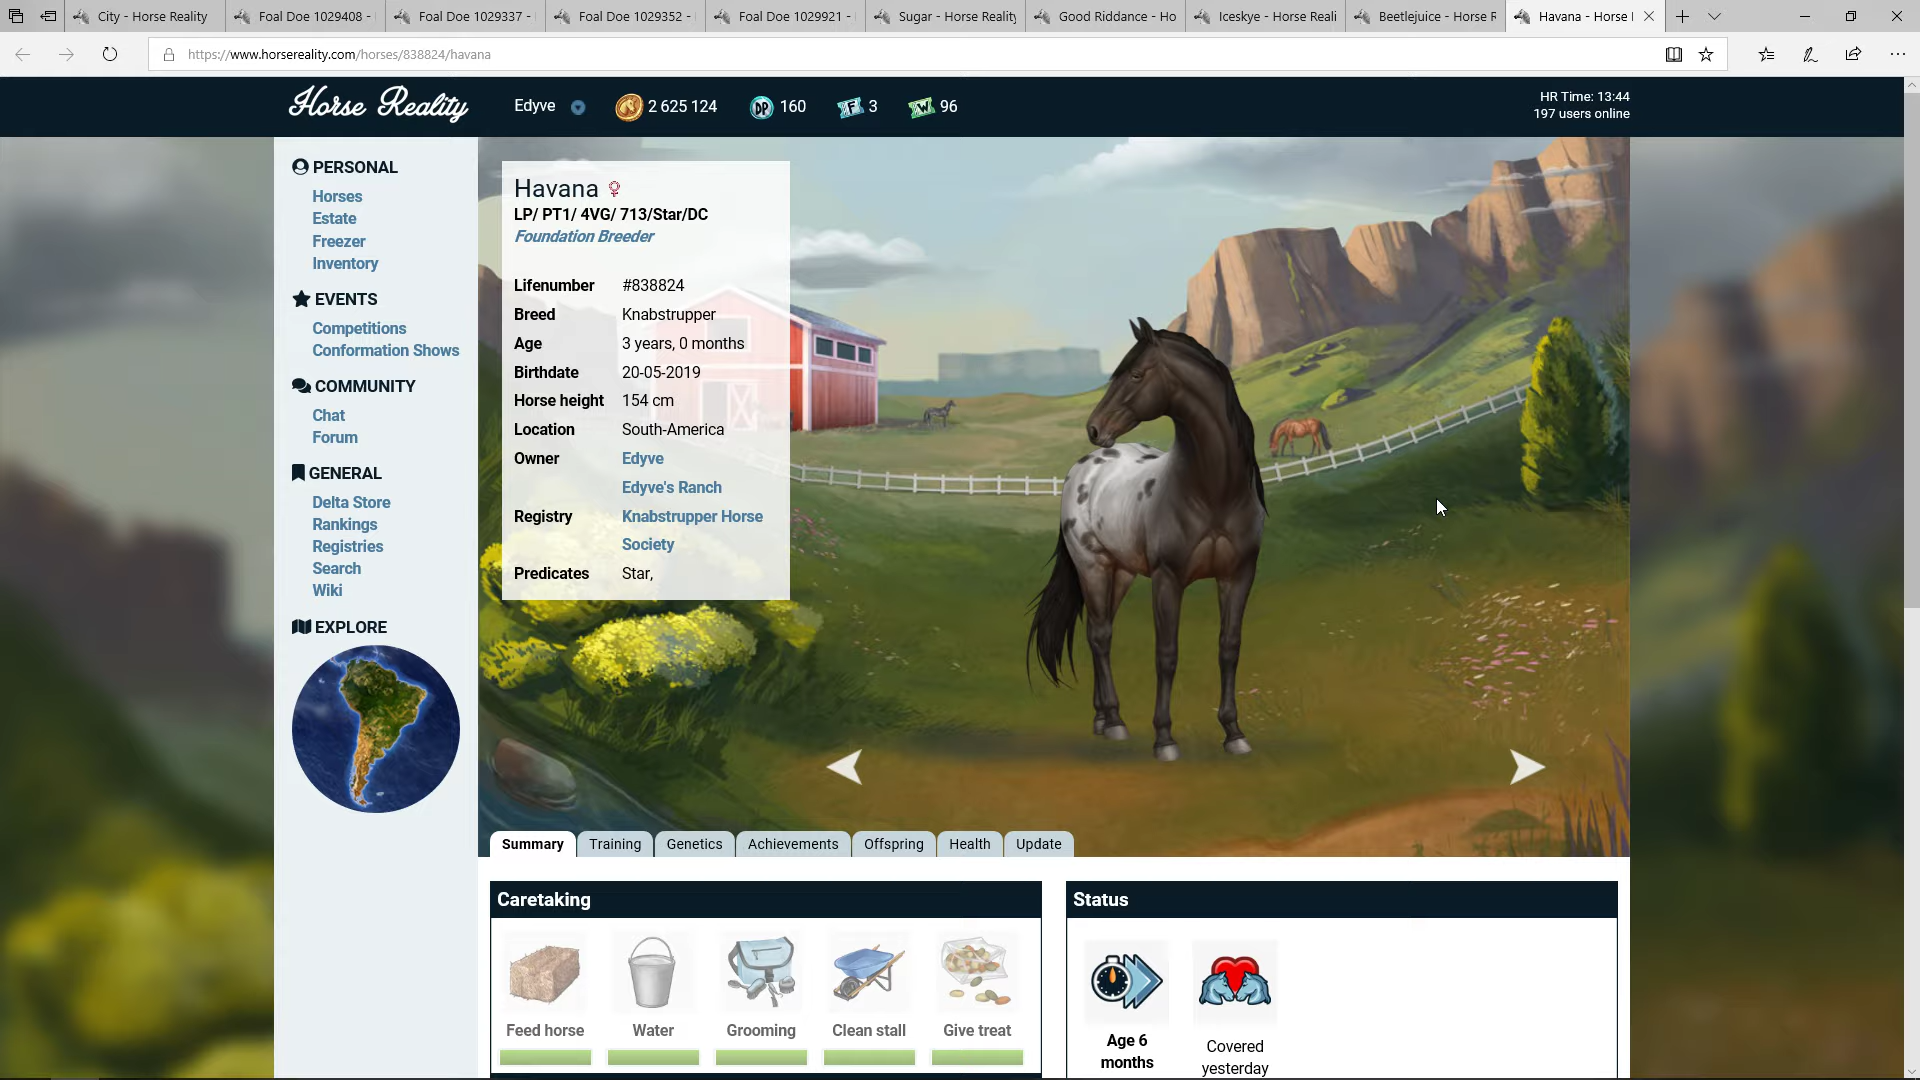 City - Horse Reality
Foal Doe 1029408 -
Foal Doe 1029337 -
Foal Doe 1029352 -
Foal Doe 1029921 -
Sugar - Horse Reality
Good Riddance - Ho
Iceskye - Horse Reali
Beetlejuice - Horse R
Havana - Horse
https://www.horsereality.com/horses/838824/havana
Horse Reality
Edyve
2 625 124
DP 160
F 3
W 96
HR Time: 13:44
197 users online
PERSONAL
Horses
Estate
Freezer
Inventory
EVENTS
Competitions
Conformation Shows
COMMUNITY
Chat
Forum
GENERAL
Delta Store
Rankings
Registries
Search
Wiki
EXPLORE
Havana
LP/ PT1/ 4VG/ 713/Star/DC
Foundation Breeder
Lifenumber #838824
Breed Knabstrupper
Age 3 years, 0 months
Birthdate 20-05-2019
Horse height 154 cm
Location South-America
Owner Edyve
Edyve's Ranch
Registry Knabstrupper Horse
Society
Predicates Star,
Summary
Training
Genetics
Achievements
Offspring
Health
Update
Caretaking
Feed horse
Water
Grooming
Clean stall
Give treat
Status
Age 6
months
Covered
yesterday